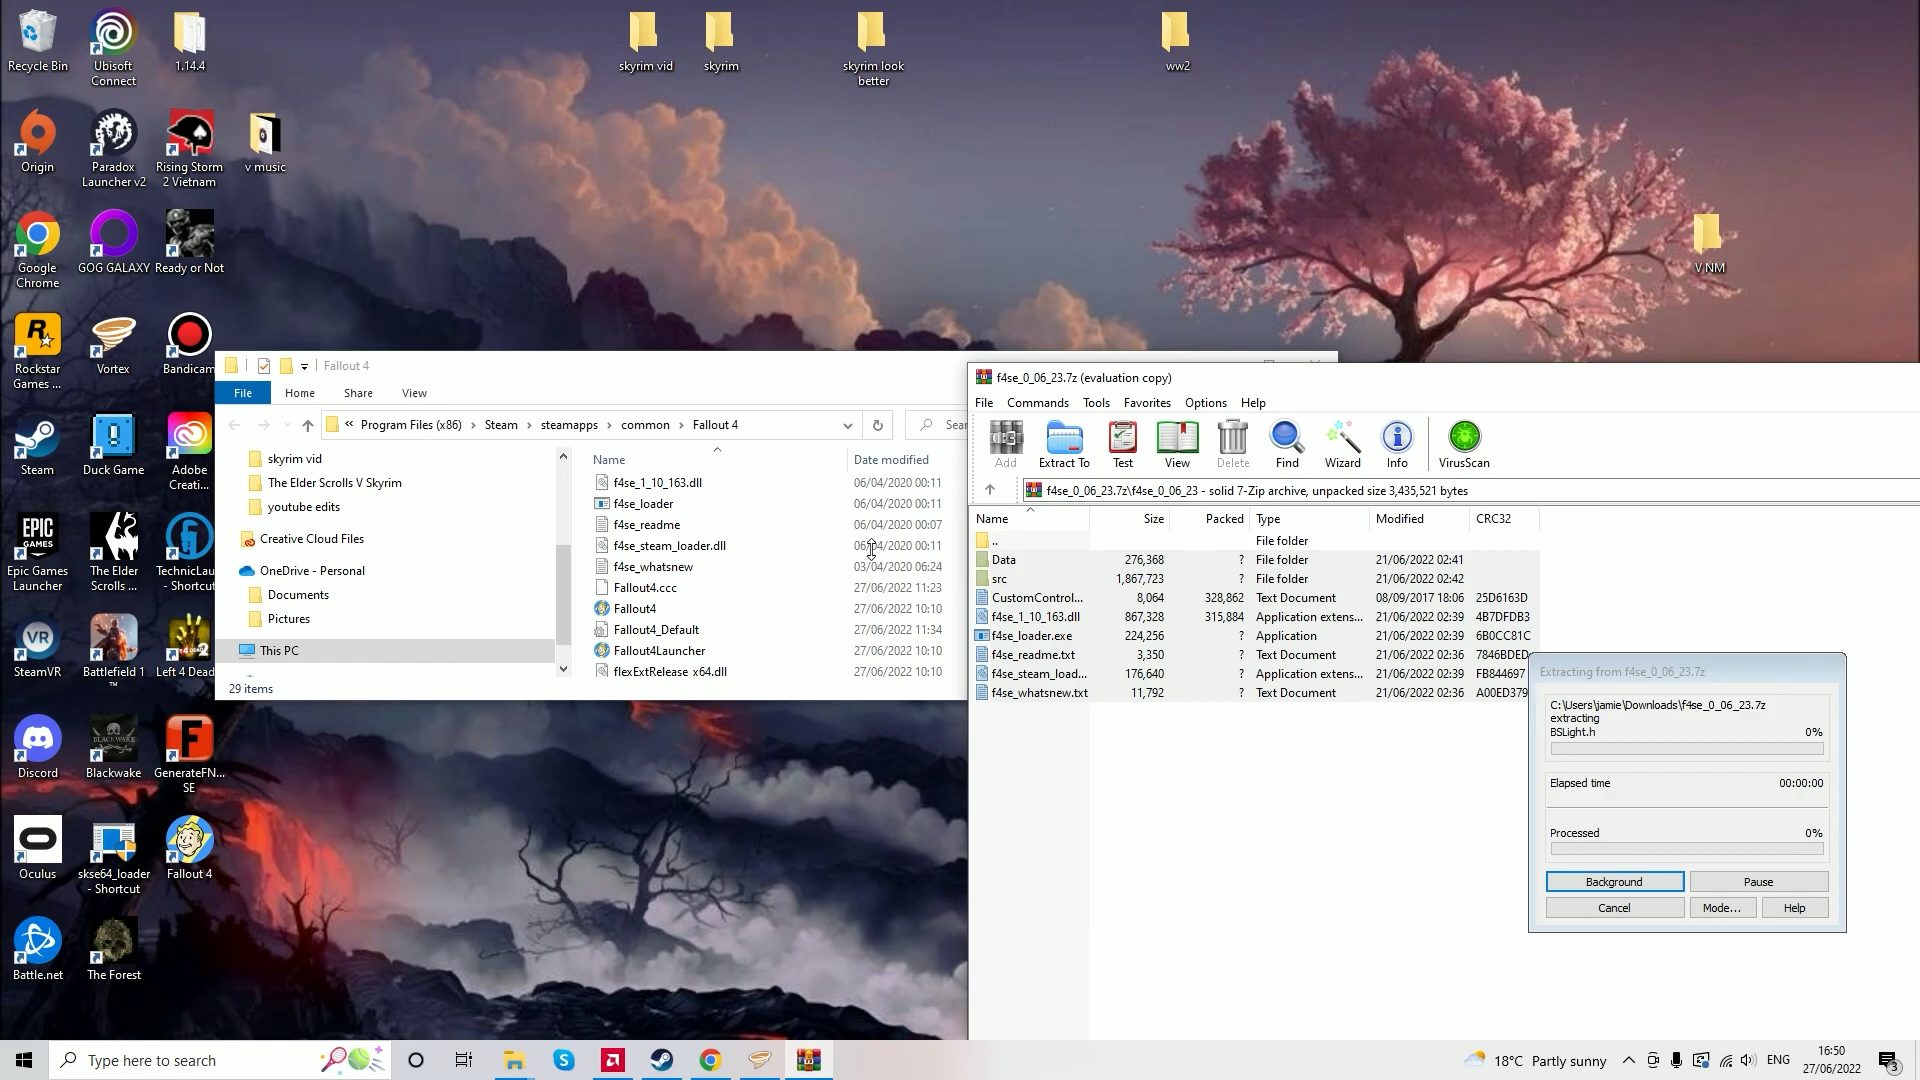 Recycle Bin
Ubisoft
Connect
1.14.4
skyrim vid
skyrim
skyrim look
better
ww2
Origin
Paradox
Launcher v2
Rising Storm
2 Vietnam
v music
Google
Chrome
GOG GALAXY
Ready or Not
V NM
Rockstar
Games ...
Vortex
Bandicam
Steam
Duck Game
Adobe
Creati...
Epic Games
Launcher
The Elder
Scrolls ...
TechnicLau...
- Shortcut
SteamVR
Battlefield 1
™
Left 4 Dead
Discord
Blackwake
GenerateFN...
SE
Oculus
skse64_loader
- Shortcut
Fallout 4
Battle.net
The Forest
Fallout 4
File
Home
Share
View
« Program Files (x86) > Steam > steamapps > common > Fallout 4
Sear
skyrim vid
The Elder Scrolls V Skyrim
youtube edits
Creative Cloud Files
OneDrive - Personal
Documents
Pictures
This PC
29 items
Name Date modified
f4se_1_10_163.dll 06/04/2020 00:11
f4se_loader 06/04/2020 00:11
f4se_readme 06/04/2020 00:07
f4se_steam_loader.dll 06/04/2020 00:11
f4se_whatsnew 03/04/2020 06:24
Fallout4.ccc 27/06/2022 11:23
Fallout4 27/06/2022 10:10
Fallout4_Default 27/06/2022 11:34
Fallout4Launcher 27/06/2022 10:10
flexExtRelease_x64.dll 27/06/2022 10:10
f4se_0_06_23.7z (evaluation copy)
File Commands Tools Favorites Options Help
Add Extract To Test View Delete Find Wizard Info VirusScan
f4se_0_06_23.7z\f4se_0_06_23 - solid 7-Zip archive, unpacked size 3,435,521 bytes
Name Size Packed Type Modified CRC32
.. File folder
Data 276,368 ? File folder 21/06/2022 02:41
src 1,867,723 ? File folder 21/06/2022 02:42
CustomControl... 8,064 328,862 Text Document 08/09/2017 18:06 25D6163D
f4se_1_10_163.dll 867,328 315,884 Application extens... 21/06/2022 02:39 4B7DFDB3
f4se_loader.exe 224,256 ? Application 21/06/2022 02:39 6B0CC81C
f4se_readme.txt 3,350 ? Text Document 21/06/2022 02:36 7846BDED
f4se_steam_load... 176,640 ? Application extens... 21/06/2022 02:39 FB844697
f4se_whatsnew.txt 11,792 ? Text Document 21/06/2022 02:36 A00ED379
Extracting from f4se_0_06_23.7z
C:\Users\jamie\Downloads\f4se_0_06_23.7z
extracting
BSLight.h 0%
Elapsed time 00:00:00
Processed 0%
Background
Pause
Cancel
Mode...
Help
Type here to search
18°C Partly sunny
ENG
16:50
27/06/2022
3